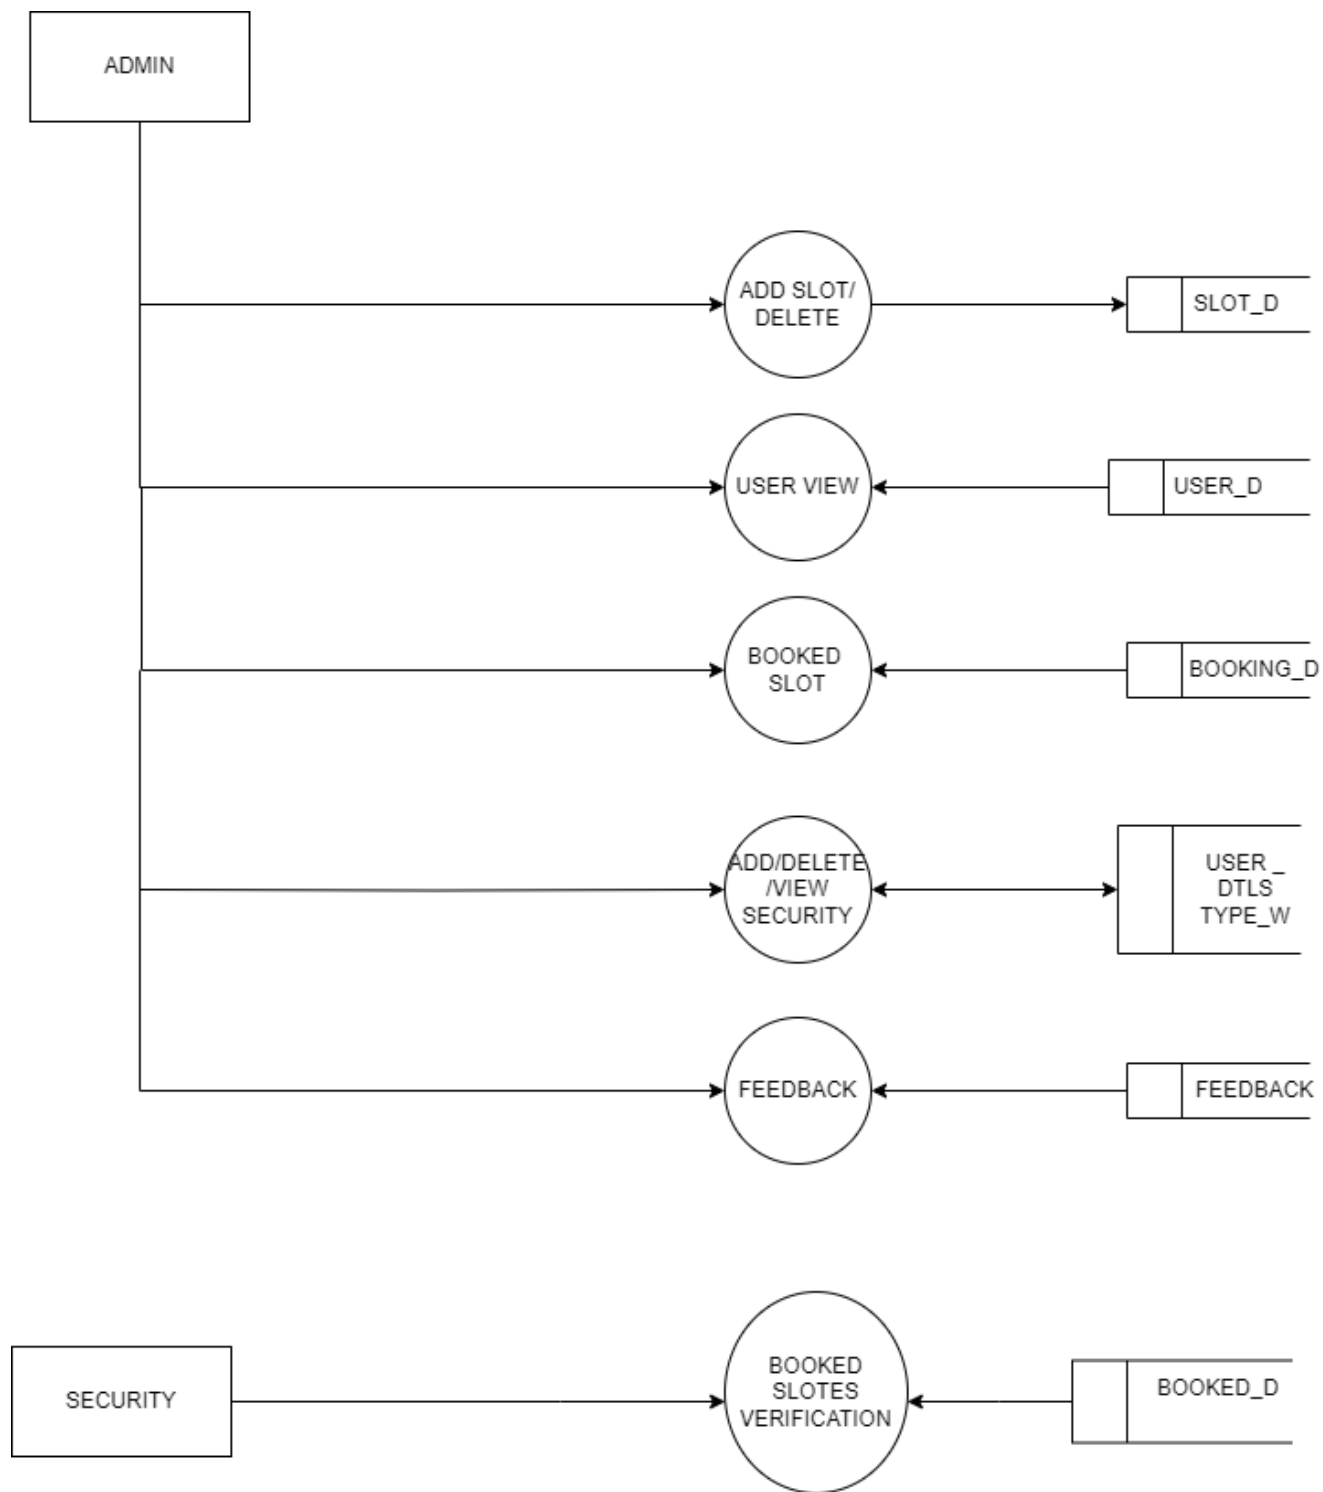 ADMIN
ADD SLOT/
DELETE
SLOT_D
USER VIEW
USER_D
BOOKED
SLOT
BOOKING_D
ADD/DELETE
/VIEW
SECURITY
USER_
DTLS
TYPE_W
FEEDBACK
FEEDBACK
SECURITY
BOOKED
SLOTES
VERIFICATION
BOOKED_D